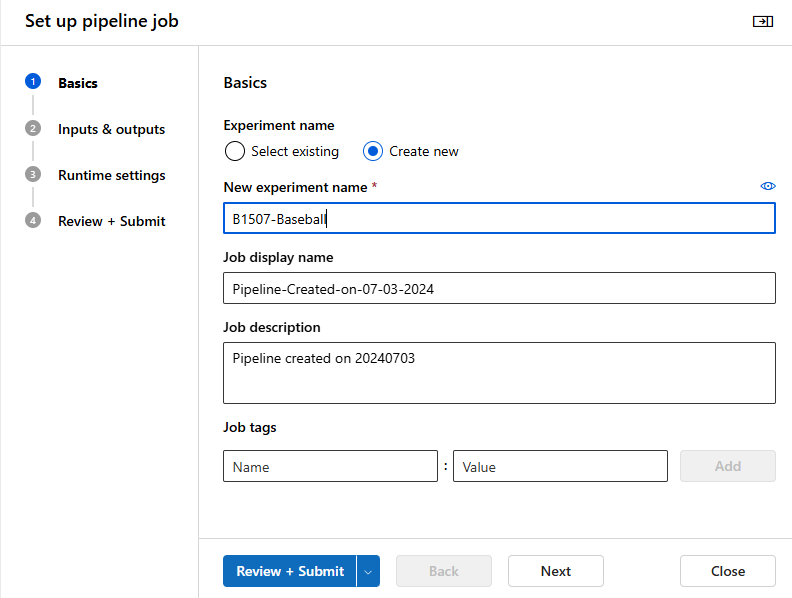 Set up pipeline job
1 Basics
2 Inputs & outputs
3 Runtime settings
4 Review + Submit
Basics
Experiment name
Select existing Create new
New experiment name *
B1507-Baseball
Job display name
Pipeline-Created-on-07-03-2024
Job description
Pipeline created on 20240703
Job tags
Name : Value Add
Review + Submit Back Next Close